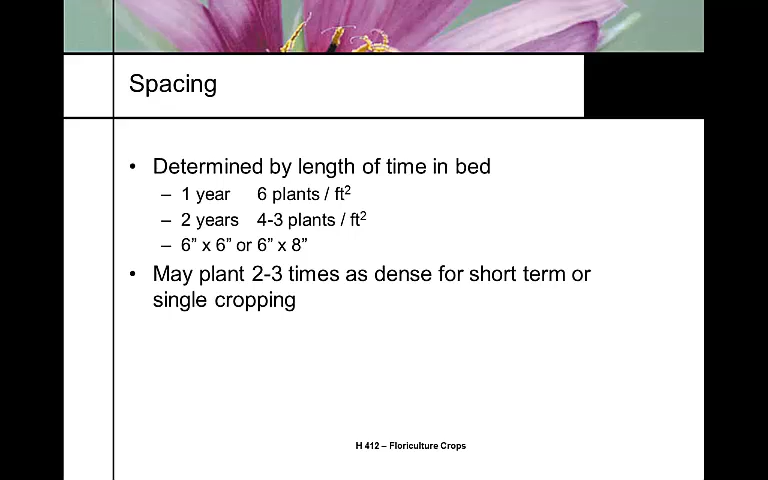 Spacing
• Determined by length of time in bed
– 1 year 6 plants / ft²
– 2 years 4-3 plants / ft²
– 6” x 6” or 6” x 8”
• May plant 2-3 times as dense for short term or
single cropping
H 412 – Floriculture Crops